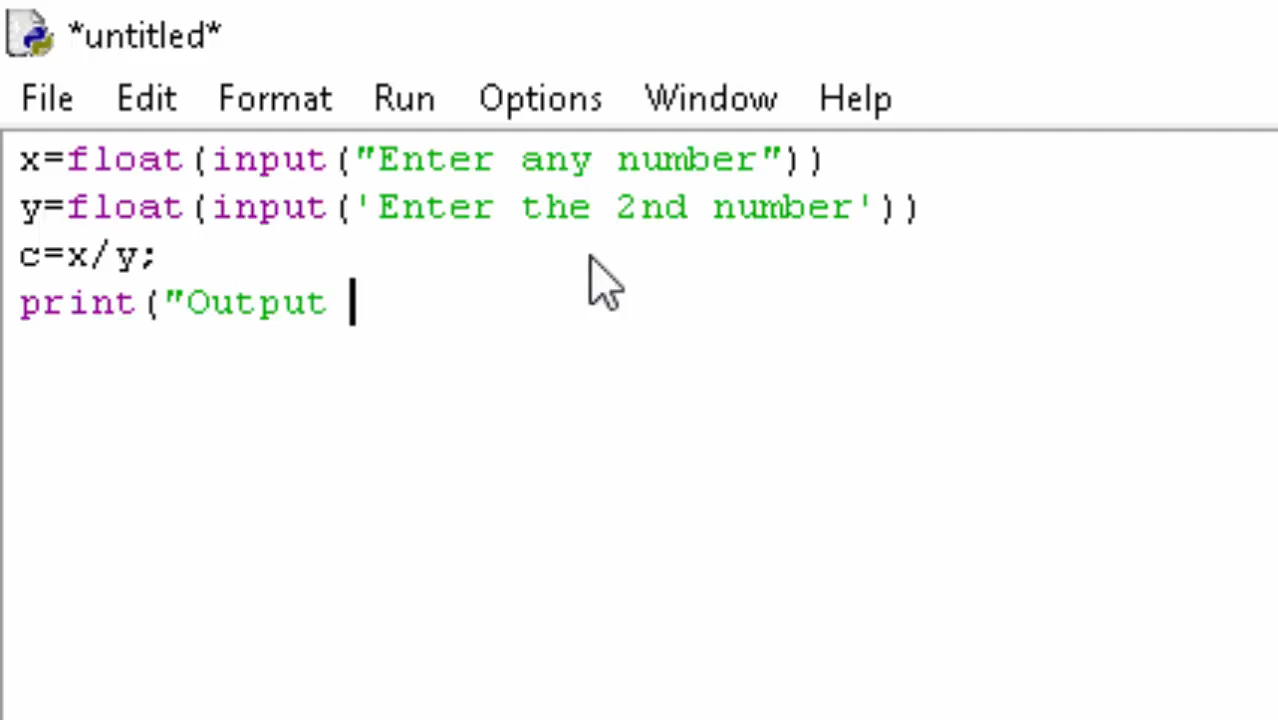 *untitled*
File Edit Format Run Options Window Help
x=float(input("Enter any number"))
y=float(input('Enter the 2nd number'))
c=x/y;
print("Output